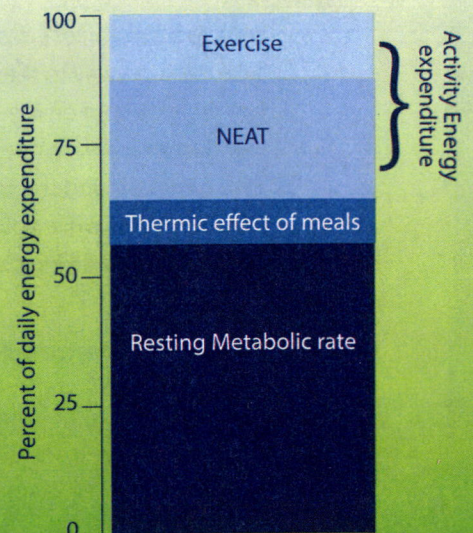 Percent of daily energy expenditure
100
75
50
25
0
Exercise
NEAT
Thermic effect of meals
Resting Metabolic rate
Activity Energy
expenditure